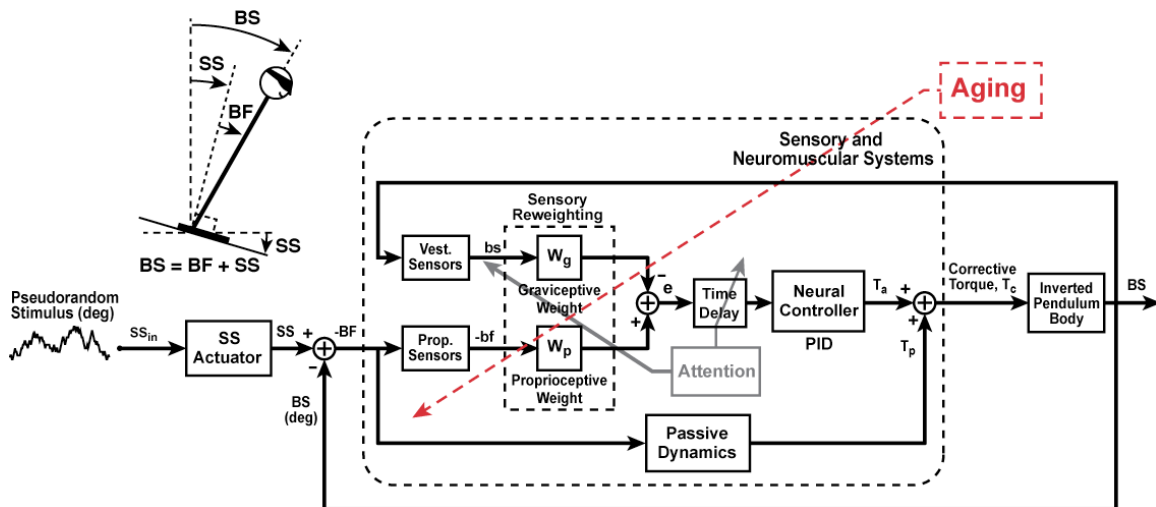 BS
SS
BF
SS
BS = BF + SS
Aging
Sensory and
Neuromuscular Systems
Sensory
Reweighting
Vest.
Sensors
bs
Wg
Graviceptive
Weight
−
+
e
Time
Delay
Neural
Controller
PID
Ta
+
+
Tp
Corrective
Torque, Tc
Inverted
Pendulum
Body
BS
Pseudorandom
Stimulus (deg)
SSin
SS
Actuator
SS
+
−
-BF
BS
(deg)
Prop.
Sensors
-bf
Wp
Proprioceptive
Weight
Attention
Passive
Dynamics